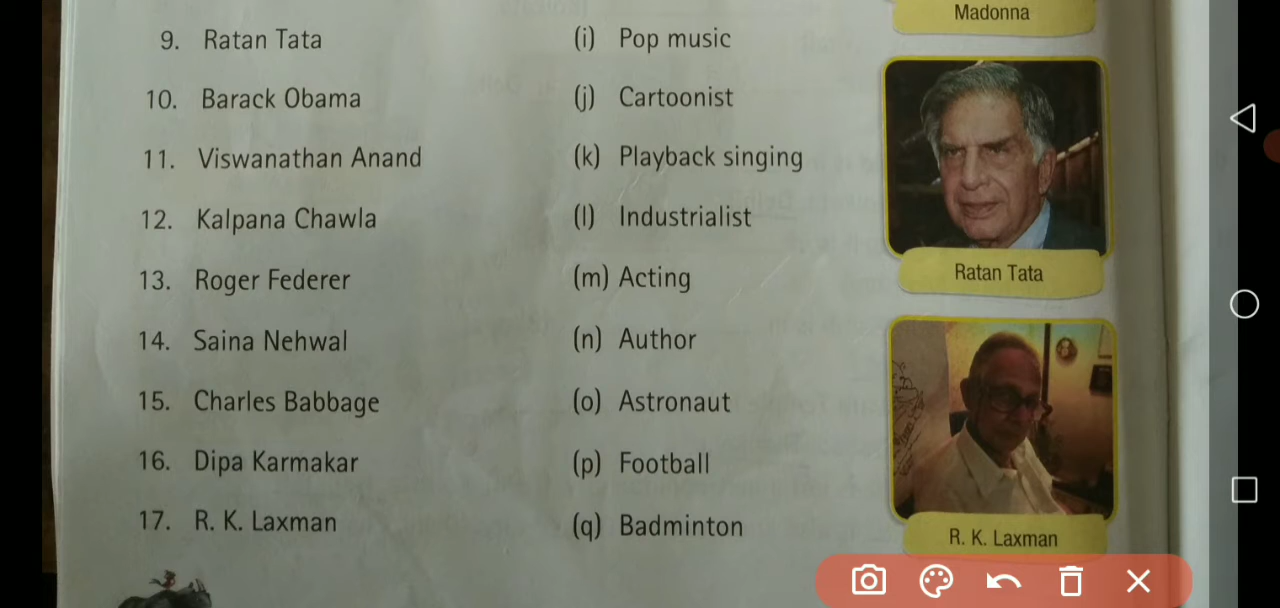 Madonna
9. Ratan Tata (i) Pop music
10. Barack Obama (j) Cartoonist
11. Viswanathan Anand (k) Playback singing
12. Kalpana Chawla (l) Industrialist
13. Roger Federer (m) Acting
Ratan Tata
14. Saina Nehwal (n) Author
15. Charles Babbage (o) Astronaut
16. Dipa Karmakar (p) Football
17. R. K. Laxman (q) Badminton
R. K. Laxman